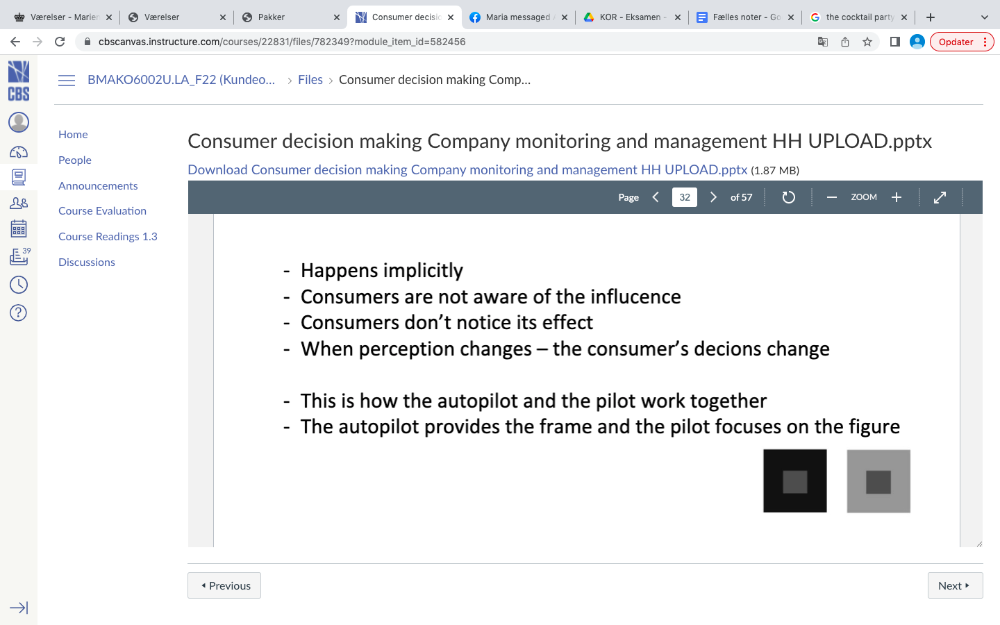 Værelser - Marien
Værelser
Pakker
Consumer decisic
Maria messaged
KOR - Eksamen -
Fælles noter - Go
the cocktail party
cbscanvas.instructure.com/courses/22831/files/782349?module_item_id=582456
Opdater
CBS
BMAKO6002U.LA_F22 (Kundeo... > Files > Consumer decision making Comp...
Home
People
Announcements
Course Evaluation
Course Readings 1.3
Discussions
39
Consumer decision making Company monitoring and management HH UPLOAD.pptx
Download Consumer decision making Company monitoring and management HH UPLOAD.pptx (1.87 MB)
Page 32 of 57 ZOOM
- Happens implicitly
- Consumers are not aware of the influcence
- Consumers don't notice its effect
- When perception changes – the consumer's decions change
- This is how the autopilot and the pilot work together
- The autopilot provides the frame and the pilot focuses on the figure
Previous
Next